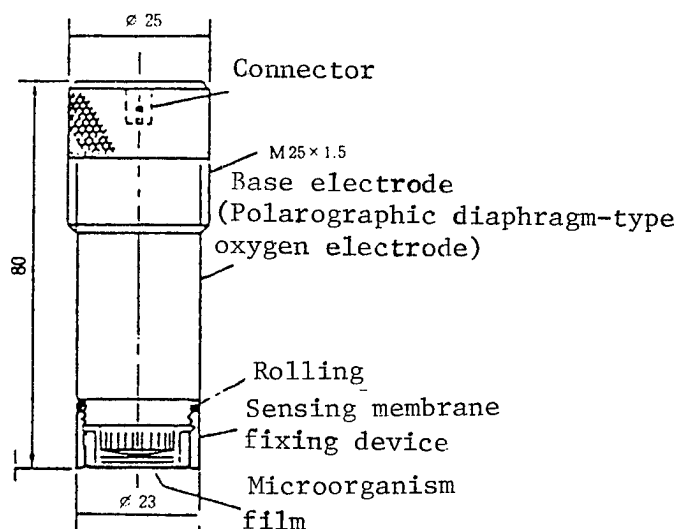 ø 25
Connector
M 25 × 1.5
Base electrode
(Polarographic diaphragm-type
oxygen electrode)
80
Rolling
Sensing membrane
fixing device
Microorganism
film
ø 23